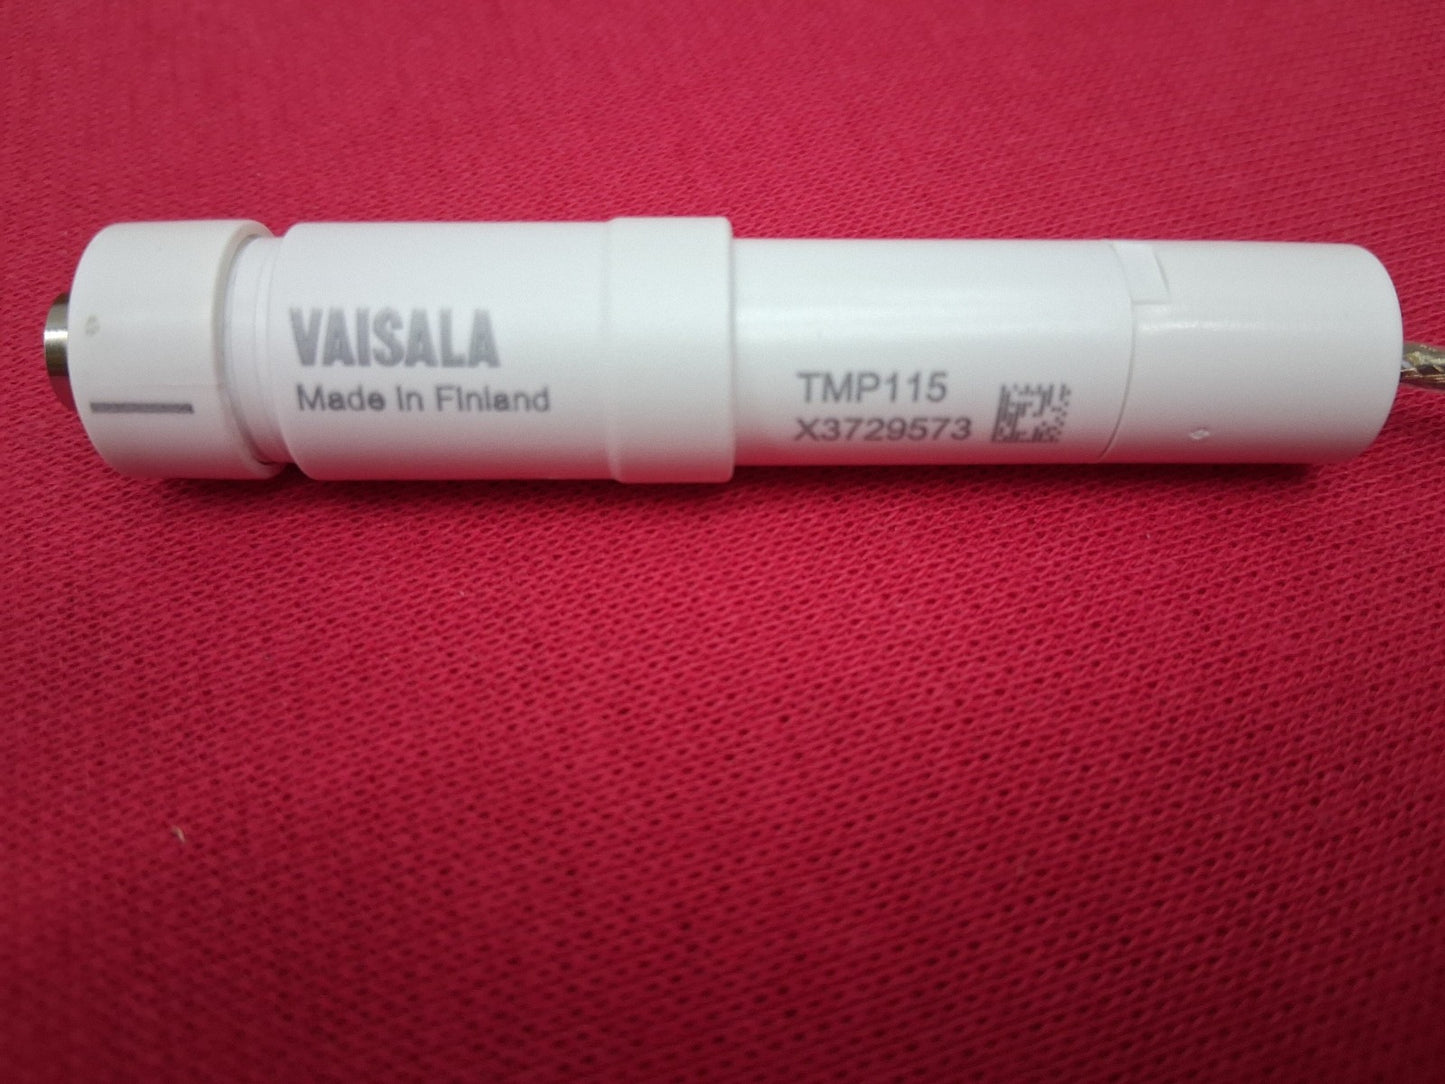 VAISALA
Made in Finland
TMP115
X3729573